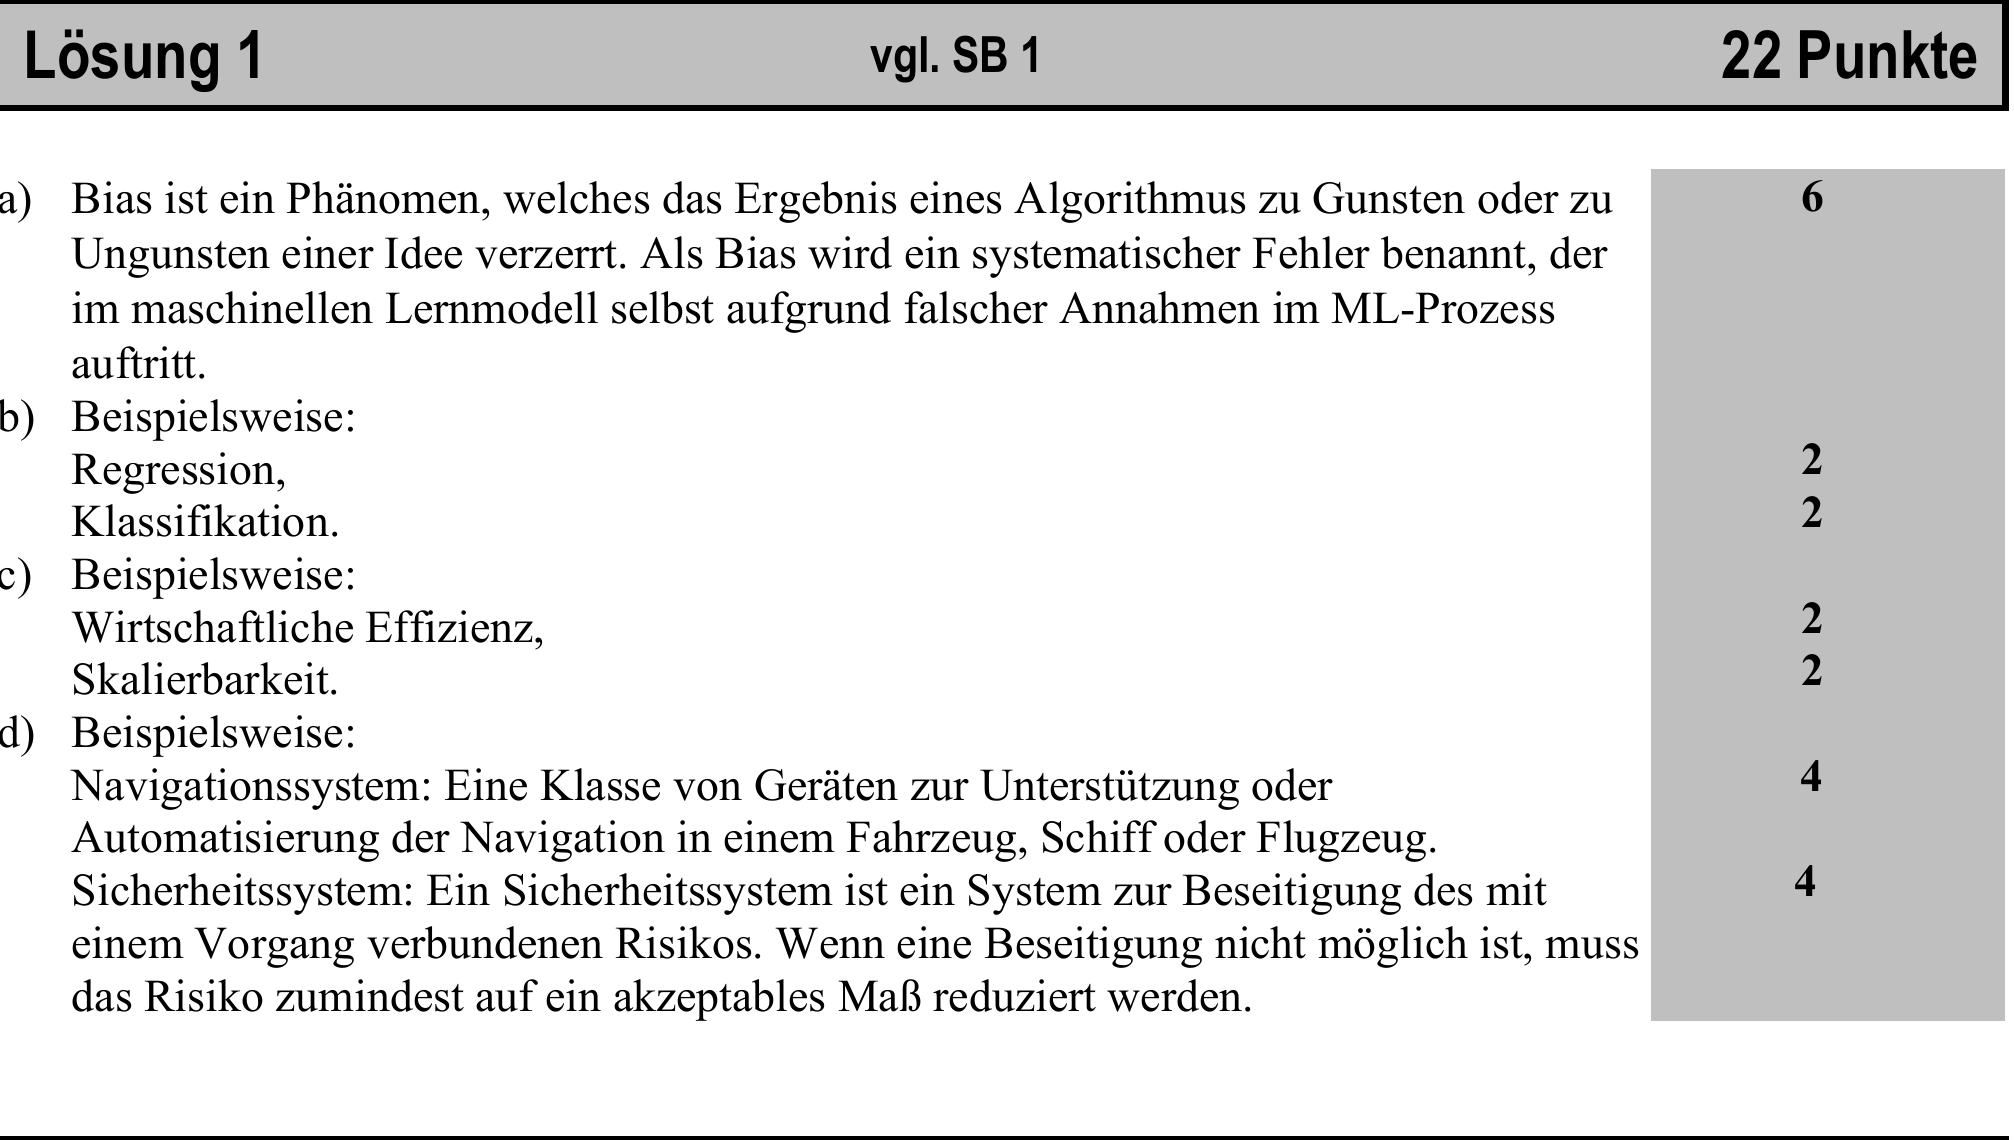 Lösung 1 vgl. SB 1 22 Punkte
a) Bias ist ein Phänomen, welches das Ergebnis eines Algorithmus zu Gunsten oder zu 6
Ungunsten einer Idee verzerrt. Als Bias wird ein systematischer Fehler benannt, der
im maschinellen Lernmodell selbst aufgrund falscher Annahmen im ML-Prozess
auftritt.
b) Beispielsweise:
Regression, 2
Klassifikation. 2
c) Beispielsweise:
Wirtschaftliche Effizienz, 2
Skalierbarkeit. 2
d) Beispielsweise:
Navigationssystem: Eine Klasse von Geräten zur Unterstützung oder 4
Automatisierung der Navigation in einem Fahrzeug, Schiff oder Flugzeug.
Sicherheitssystem: Ein Sicherheitssystem ist ein System zur Beseitigung des mit 4
einem Vorgang verbundenen Risikos. Wenn eine Beseitigung nicht möglich ist, muss
das Risiko zumindest auf ein akzeptables Maß reduziert werden.